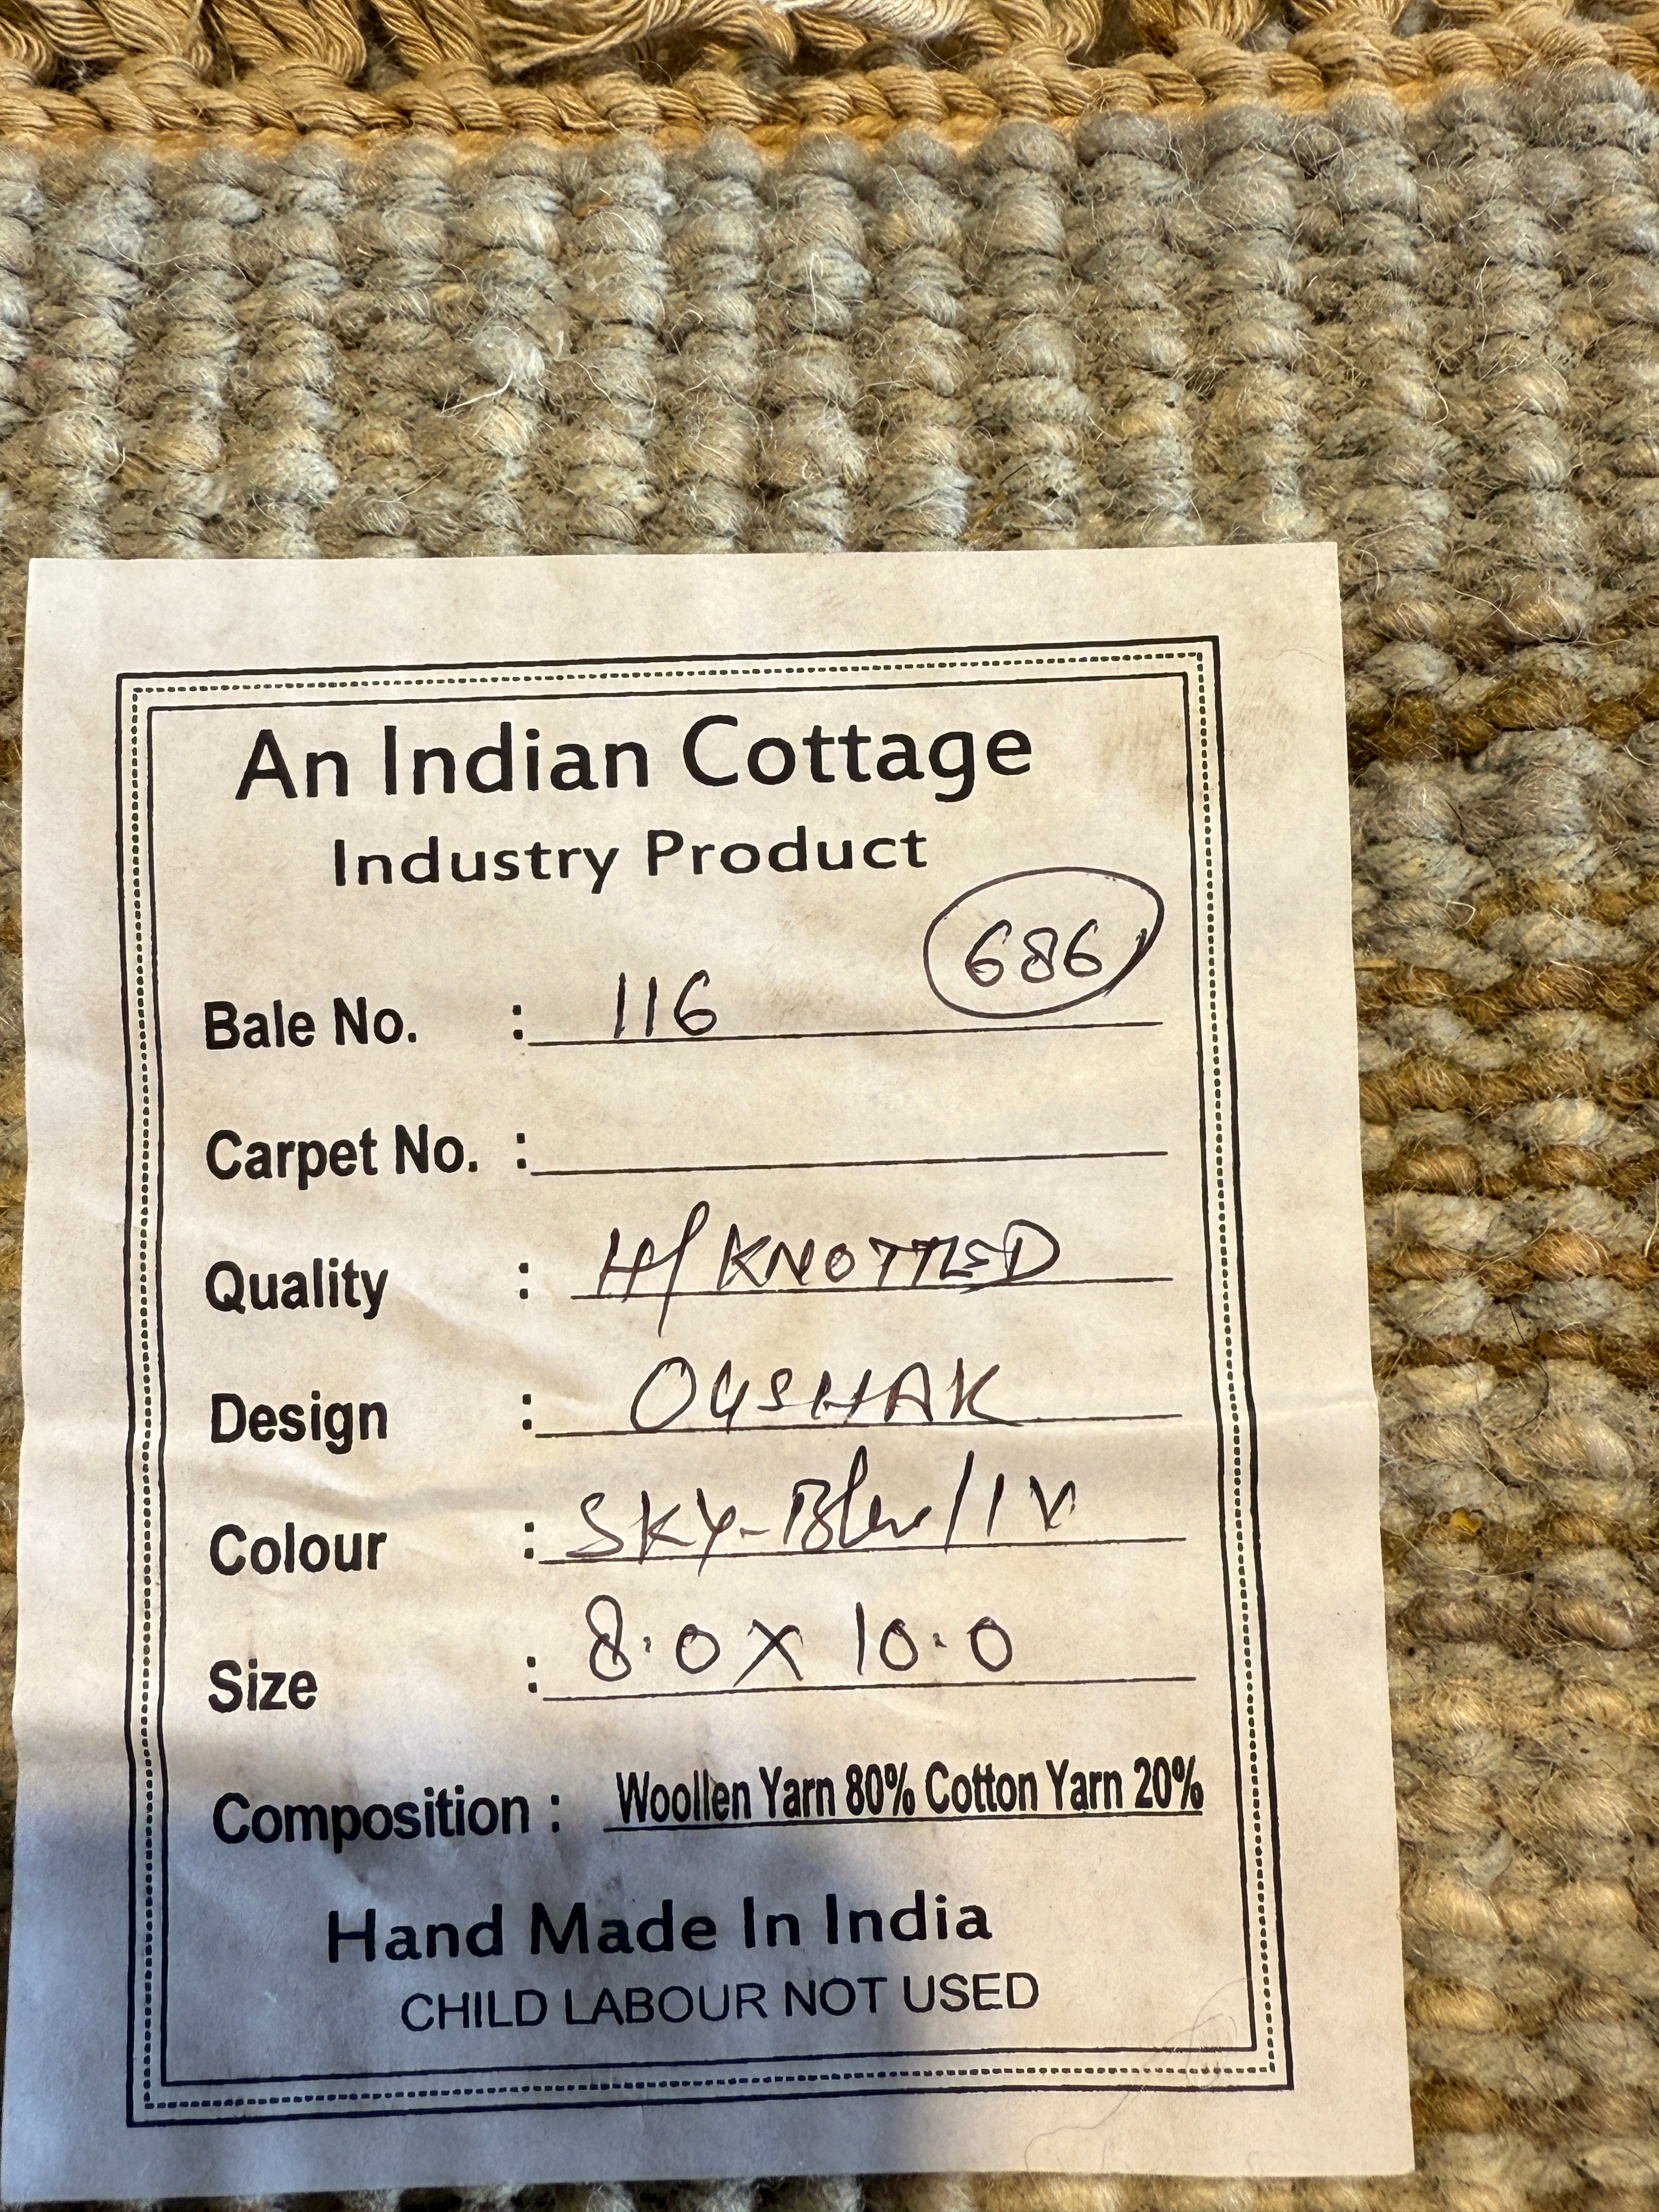 An Indian Cottage
Industry Product
686
Bale No. : 116
Carpet No. :
Quality : H/KNOTTED
Design : OUSHAK
Colour : SKY-Blue/IV
Size : 8.0 X 10.0
Composition : Woollen Yarn 80% Cotton Yarn 20%
Hand Made In India
CHILD LABOUR NOT USED